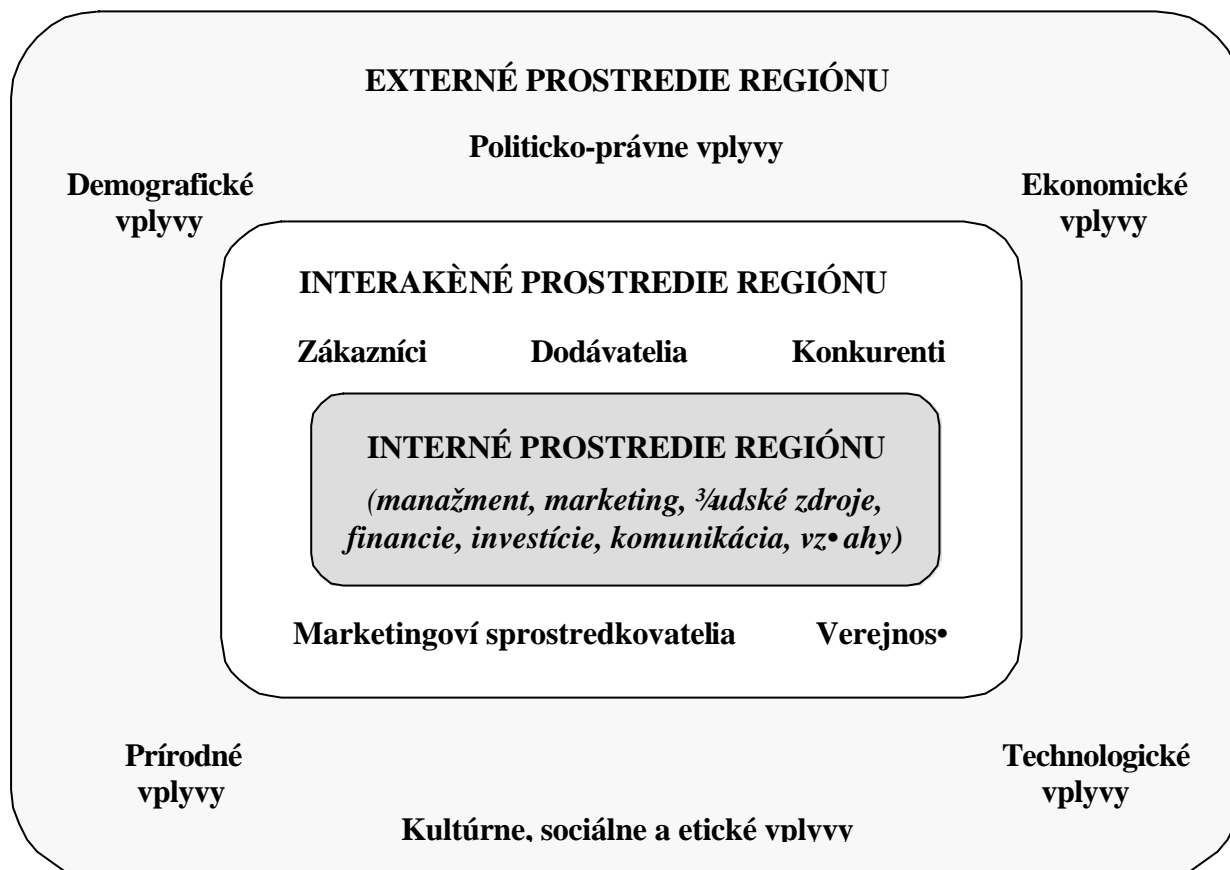 EXTERNÉ PROSTREDIE REGIÓNU
Politicko-právne vplyvy
Demografické
vplyvy
Ekonomické
vplyvy
INTERAKÈNÉ PROSTREDIE REGIÓNU
Zákazníci Dodávatelia Konkurenti
INTERNÉ PROSTREDIE REGIÓNU
(manažment, marketing, ¾udské zdroje,
financie, investície, komunikácia, vz• ahy)
Marketingoví sprostredkovatelia Verejnos•
Prírodné
vplyvy
Technologické
vplyvy
Kultúrne, sociálne a etické vplyvy